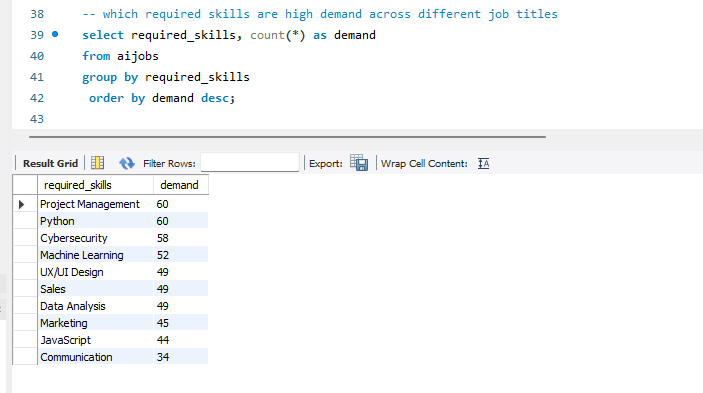 38 -- which required skills are high demand across different job titles
39 select required_skills, count(*) as demand
40 from aijobs
41 group by required_skills
42 order by demand desc;
43
Result Grid Filter Rows: Export: Wrap Cell Content:
required_skills demand
Project Management 60
Python 60
Cybersecurity 58
Machine Learning 52
UX/UI Design 49
Sales 49
Data Analysis 49
Marketing 45
JavaScript 44
Communication 34